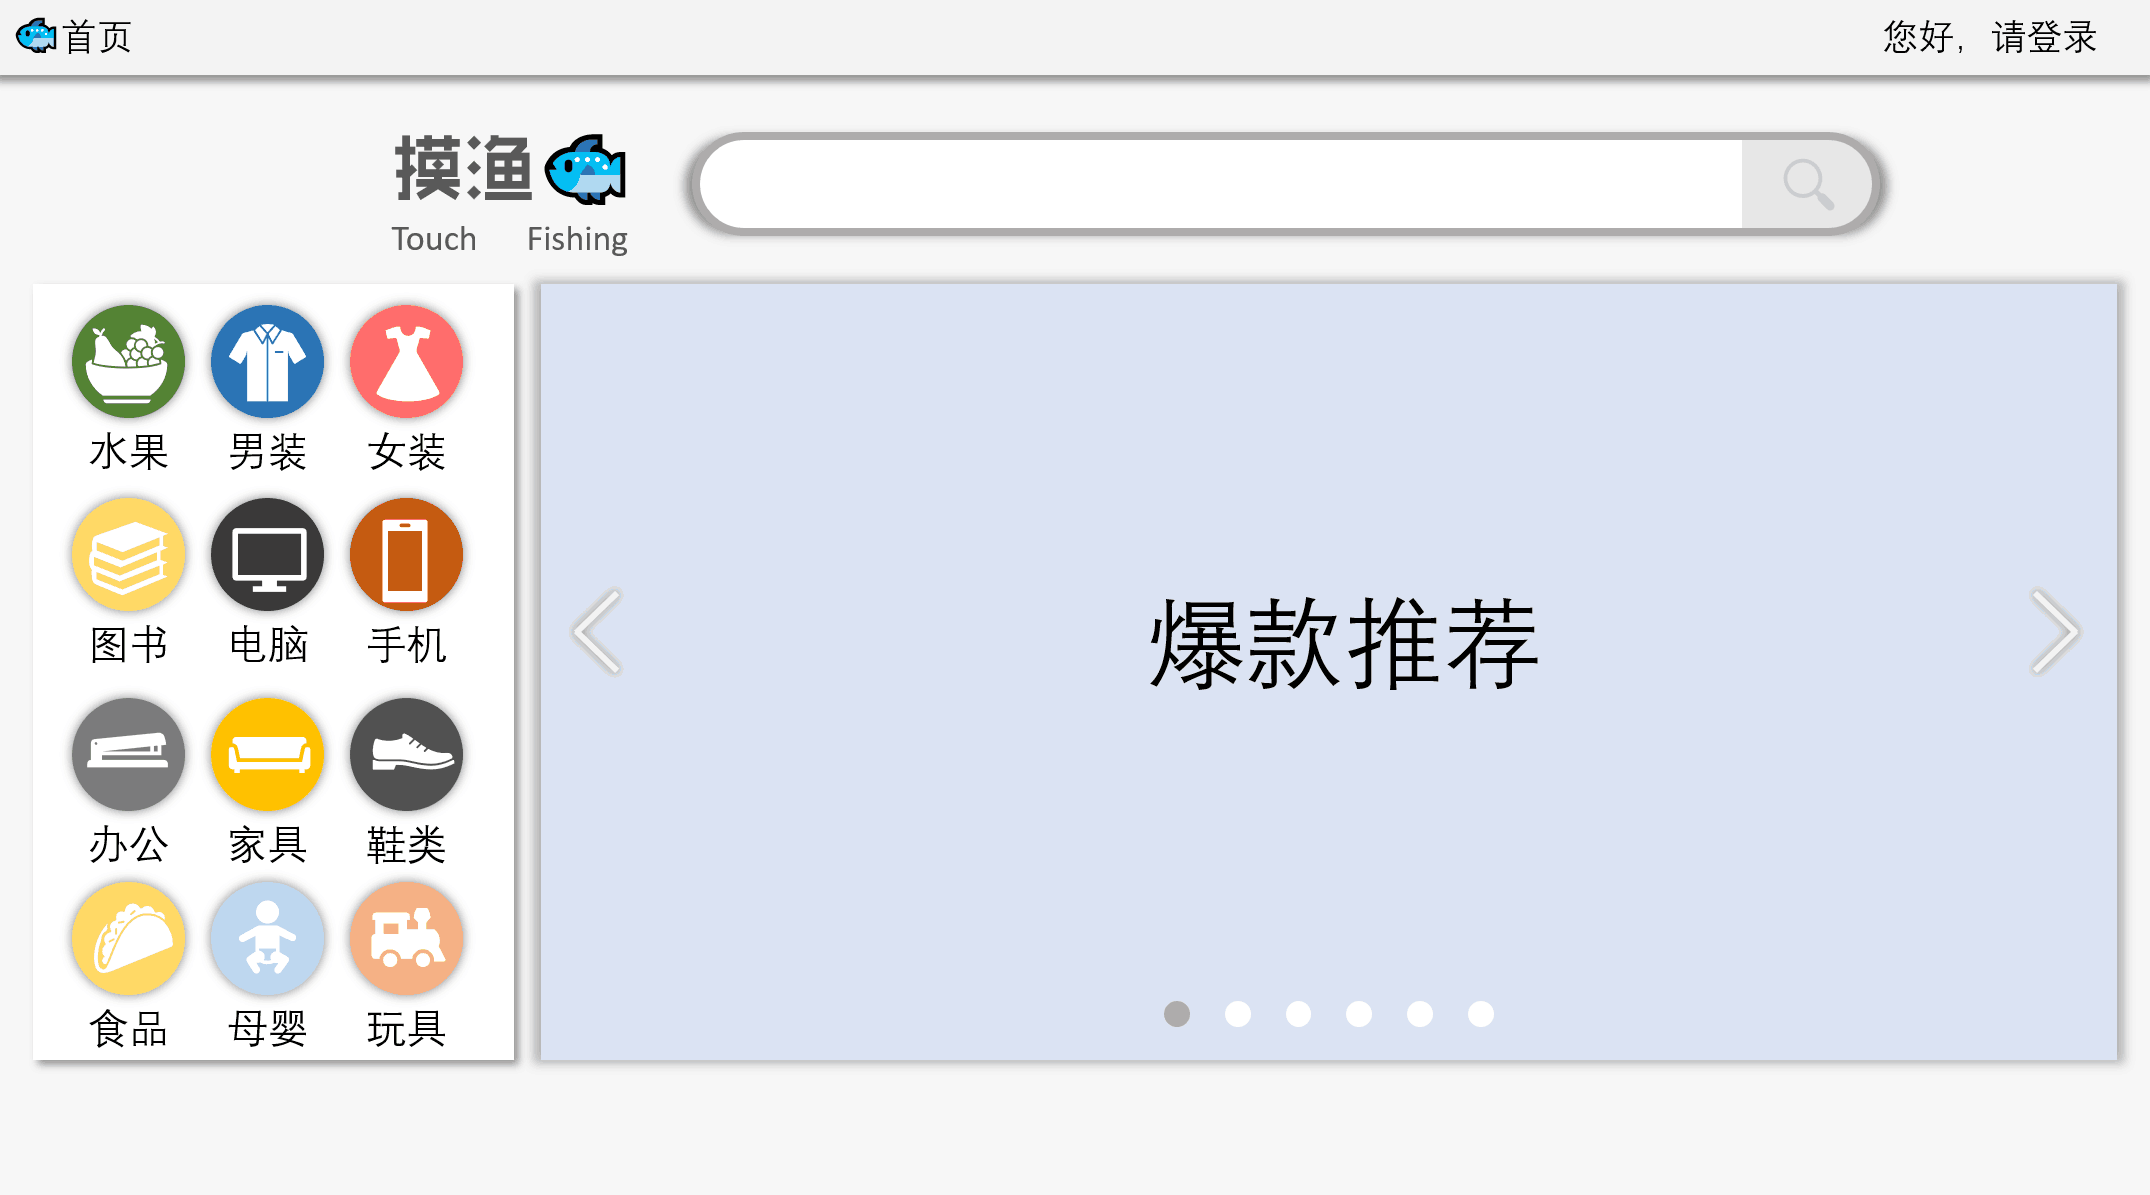 首页
您好，请登录
摸渔
Touch Fishing
水果 男装 女装
图书 电脑 手机
办公 家具 鞋类
食品 母婴 玩具
爆款推荐